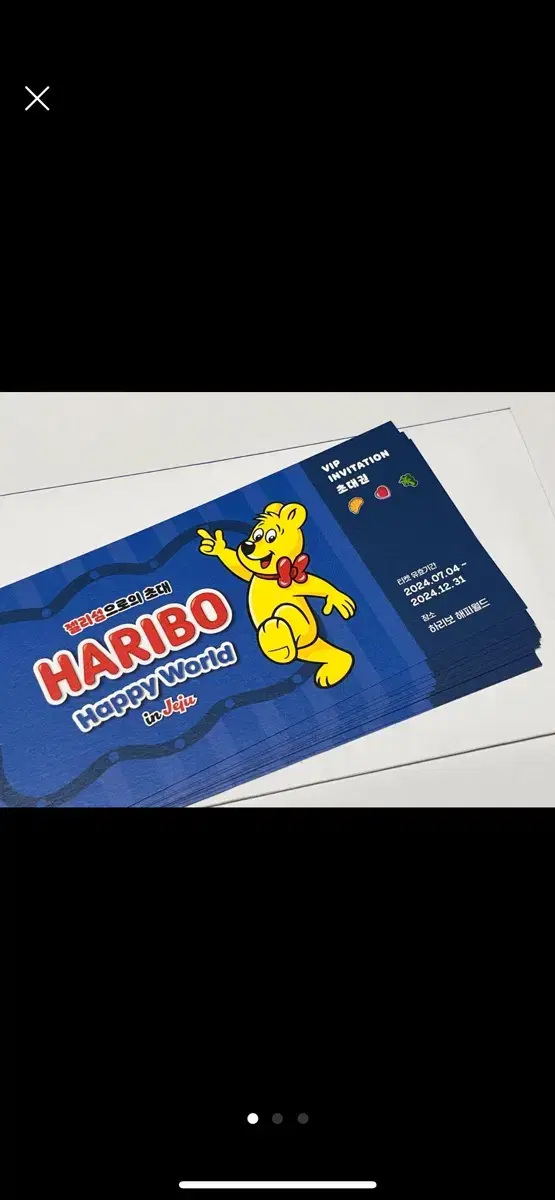 젤리성으로의 초대
HARIBO
Happy World
in Jeju
VIP
INVITATION
초대권
티켓 유효기간
2024.07.04 ~
2024.12.31
장소
하리보 해피월드